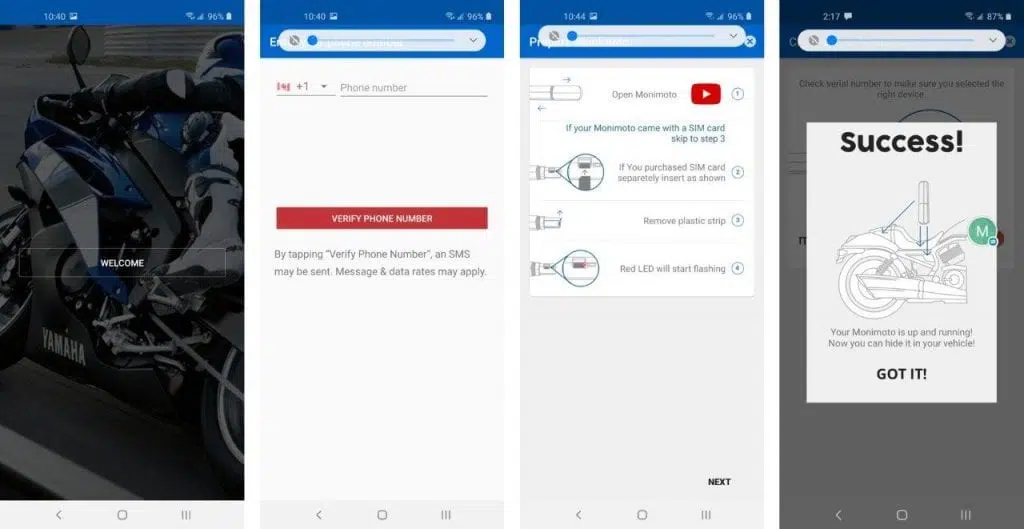 10:40
96%
YAMAHA
WELCOME
10:40
96%
+1
Phone number
VERIFY PHONE NUMBER
By tapping "Verify Phone Number", an SMS
may be sent. Message & data rates may apply.
10:44
96%
Open Monimoto
1
If your Monimoto came with a SIM card
skip to step 3
If You purchased SIM card
separetely insert as shown
2
Remove plastic strip
3
Red LED will start flashing
4
NEXT
2:17
87%
Check serial number to make sure you selected the
right device
Success!
M
Your Monimoto is up and running!
Now you can hide it in your vehicle!
GOT IT!